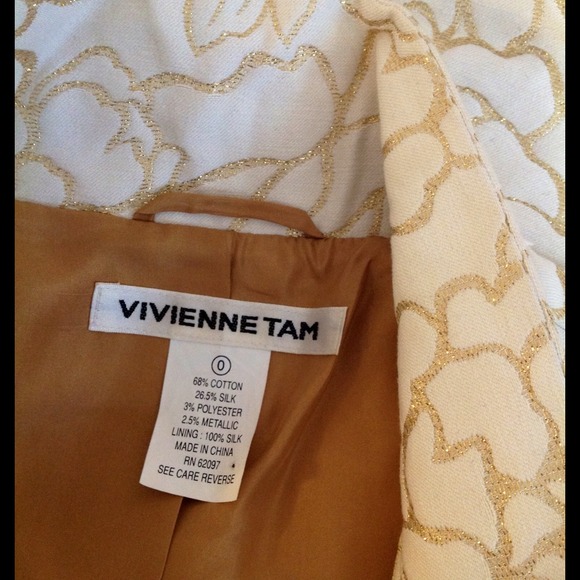 VIVIENNE TAM
0
68% COTTON
26.5% SILK
3% POLYESTER
2.5% METALLIC
LINING : 100% SILK
MADE IN CHINA
RN 62097
SEE CARE REVERSE